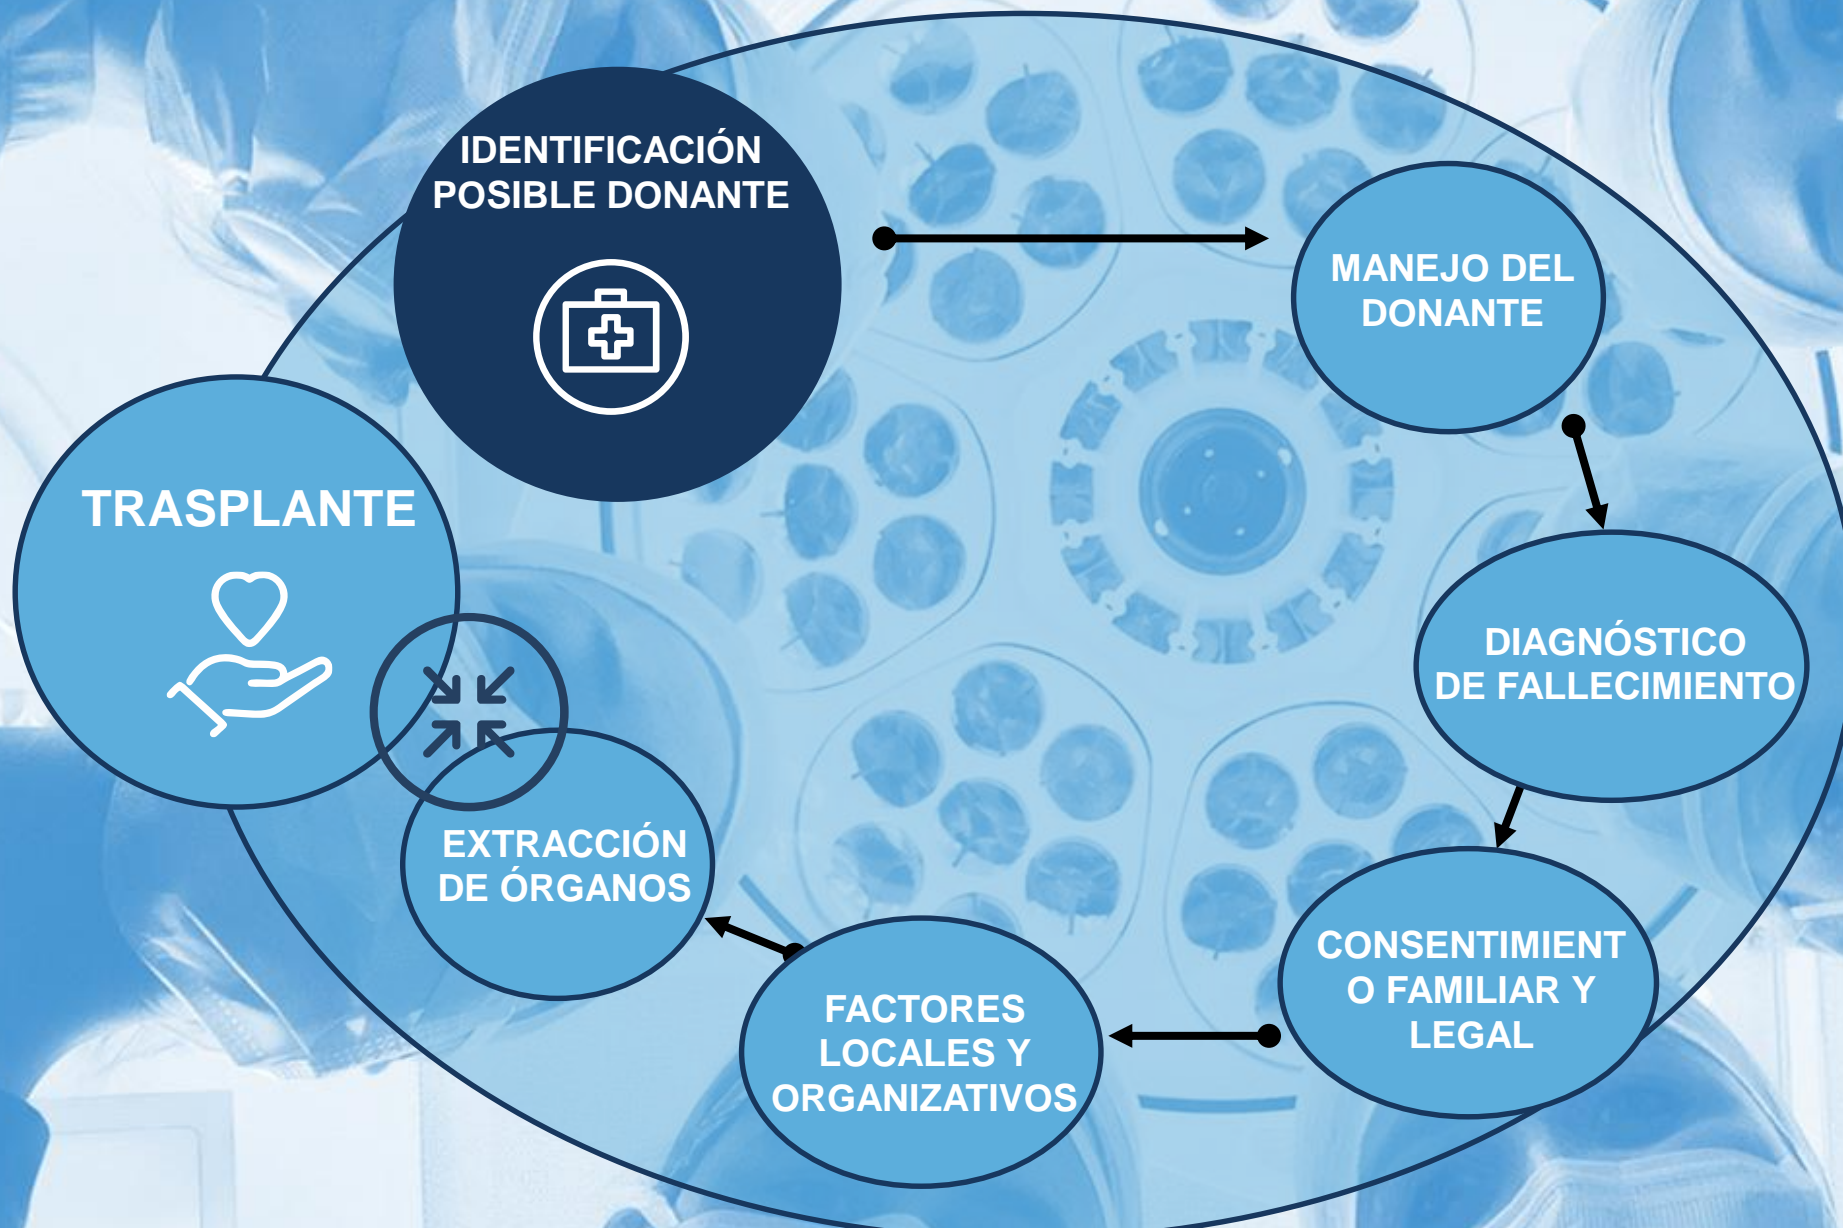 IDENTIFICACIÓN
POSIBLE DONANTE
MANEJO DEL
DONANTE
DIAGNÓSTICO
DE FALLECIMIENTO
CONSENTIMIENT
O FAMILIAR Y
LEGAL
FACTORES
LOCALES Y
ORGANIZATIVOS
EXTRACCIÓN
DE ÓRGANOS
TRASPLANTE